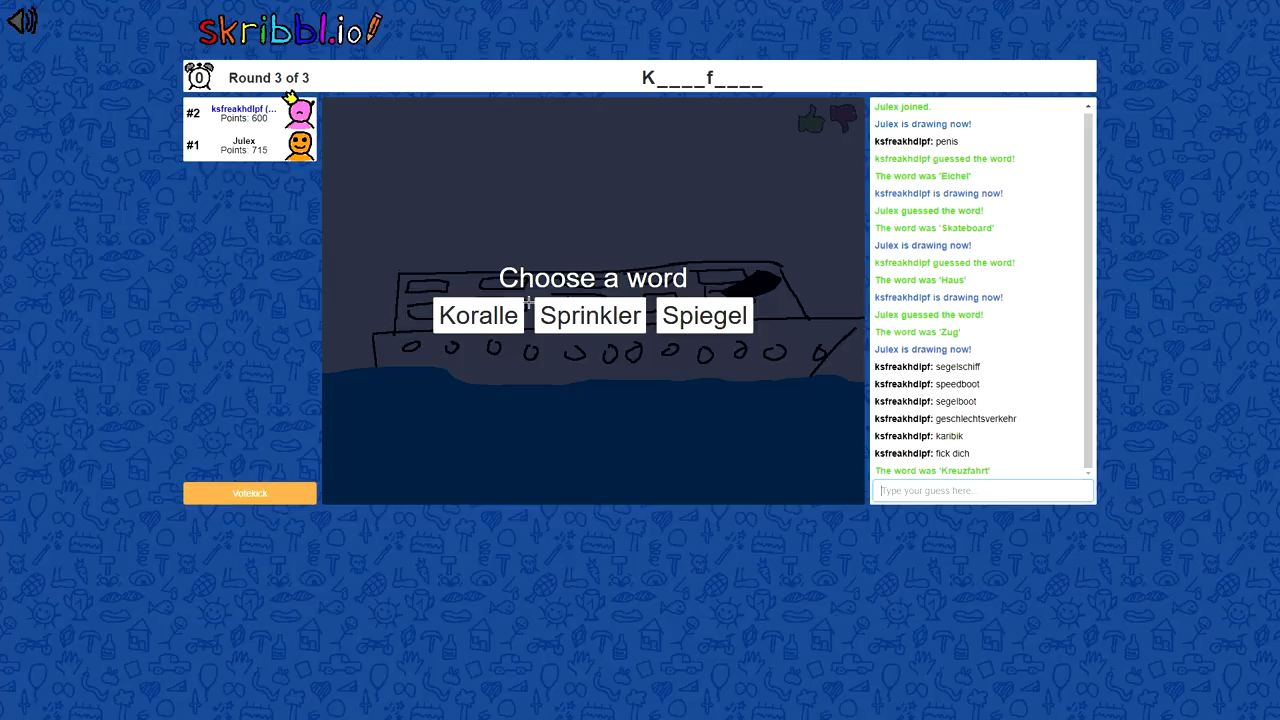 skribbl.io
0
Round 3 of 3
K____f____
#2
ksfreakhdlpf (...
Points: 600
#1
Julex
Points: 715
Votekick
Choose a word
Koralle
Sprinkler
Spiegel
Julex joined.
Julex is drawing now!
ksfreakhdlpf: penis
ksfreakhdlpf guessed the word!
The word was 'Eichel'
ksfreakhdlpf is drawing now!
Julex guessed the word!
The word was 'Skateboard'
Julex is drawing now!
ksfreakhdlpf guessed the word!
The word was 'Haus'
ksfreakhdlpf is drawing now!
Julex guessed the word!
The word was 'Zug'
Julex is drawing now!
ksfreakhdlpf: segelschiff
ksfreakhdlpf: speedboot
ksfreakhdlpf: segelboot
ksfreakhdlpf: geschlechtsverkehr
ksfreakhdlpf: karibik
ksfreakhdlpf: fick dich
The word was 'Kreuzfahrt'
Type your guess here...